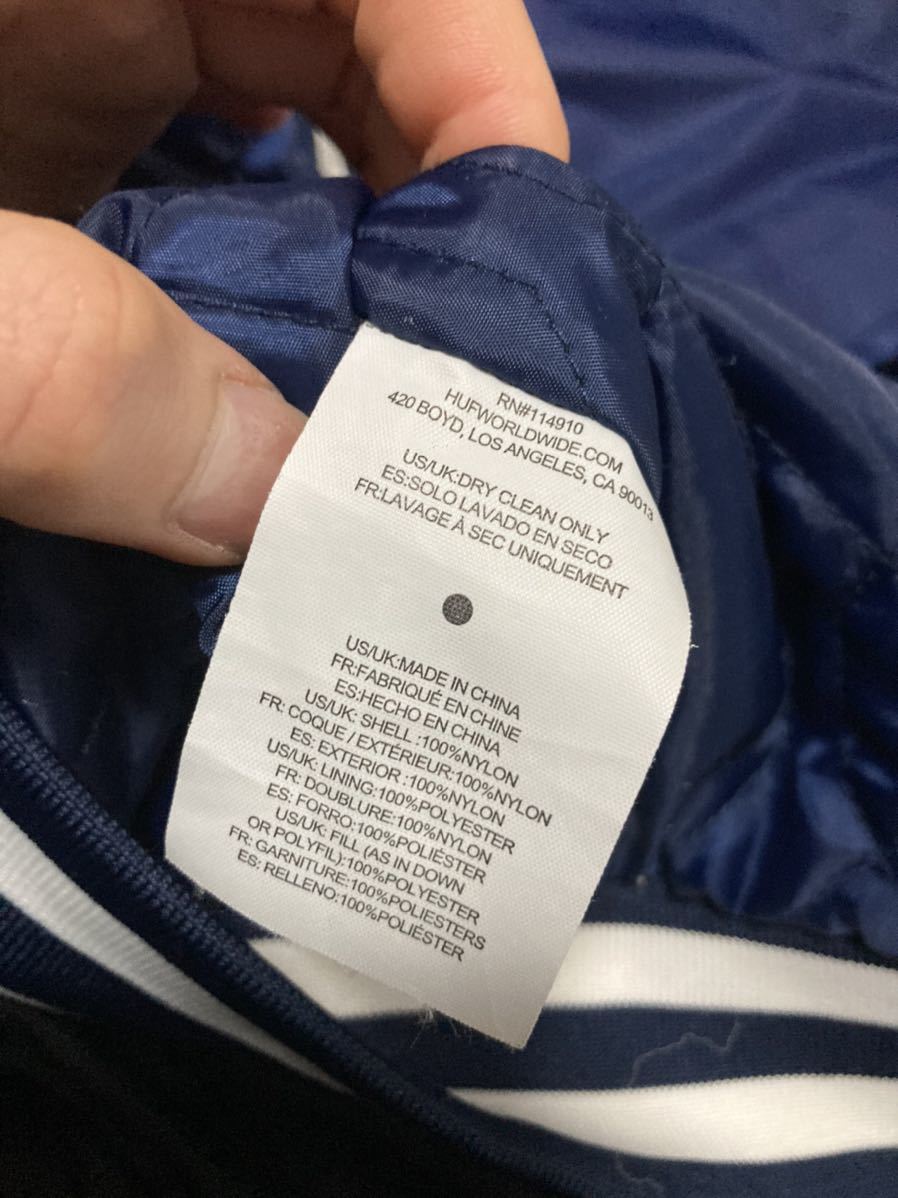 RN#114910
HUFWORLDWIDE.COM
420 BOYD, LOS ANGELES, CA 90013
US/UK:DRY CLEAN ONLY
ES:SOLO LAVADO EN SECO
FR:LAVAGE À SEC UNIQUEMENT
US/UK:MADE IN CHINA
FR:FABRIQUÉ EN CHINE
ES:HECHO EN CHINA
US/UK: SHELL :100%NYLON
FR: COQUE / EXTÉRIEUR:100%NYLON
ES: EXTERIOR :100%NYLON
US/UK: LINING:100%POLYESTER
FR: DOUBLURE:100%NYLON
ES: FORRO:100%POLIÉSTER
US/UK: FILL (AS IN DOWN
OR POLYFIL):100%POLYESTER
FR: GARNITURE:100%POLIESTERS
ES: RELLENO:100%POLIÉSTER